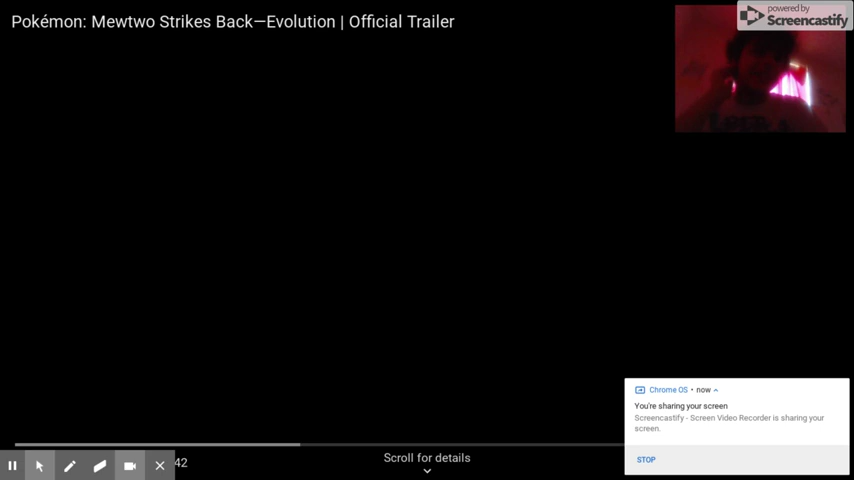 Pokémon: Mewtwo Strikes Back—Evolution | Official Trailer
powered by
Screencastify
Chrome OS • now
You're sharing your screen
Screencastify - Screen Video Recorder is sharing your
screen.
STOP
42
Scroll for details